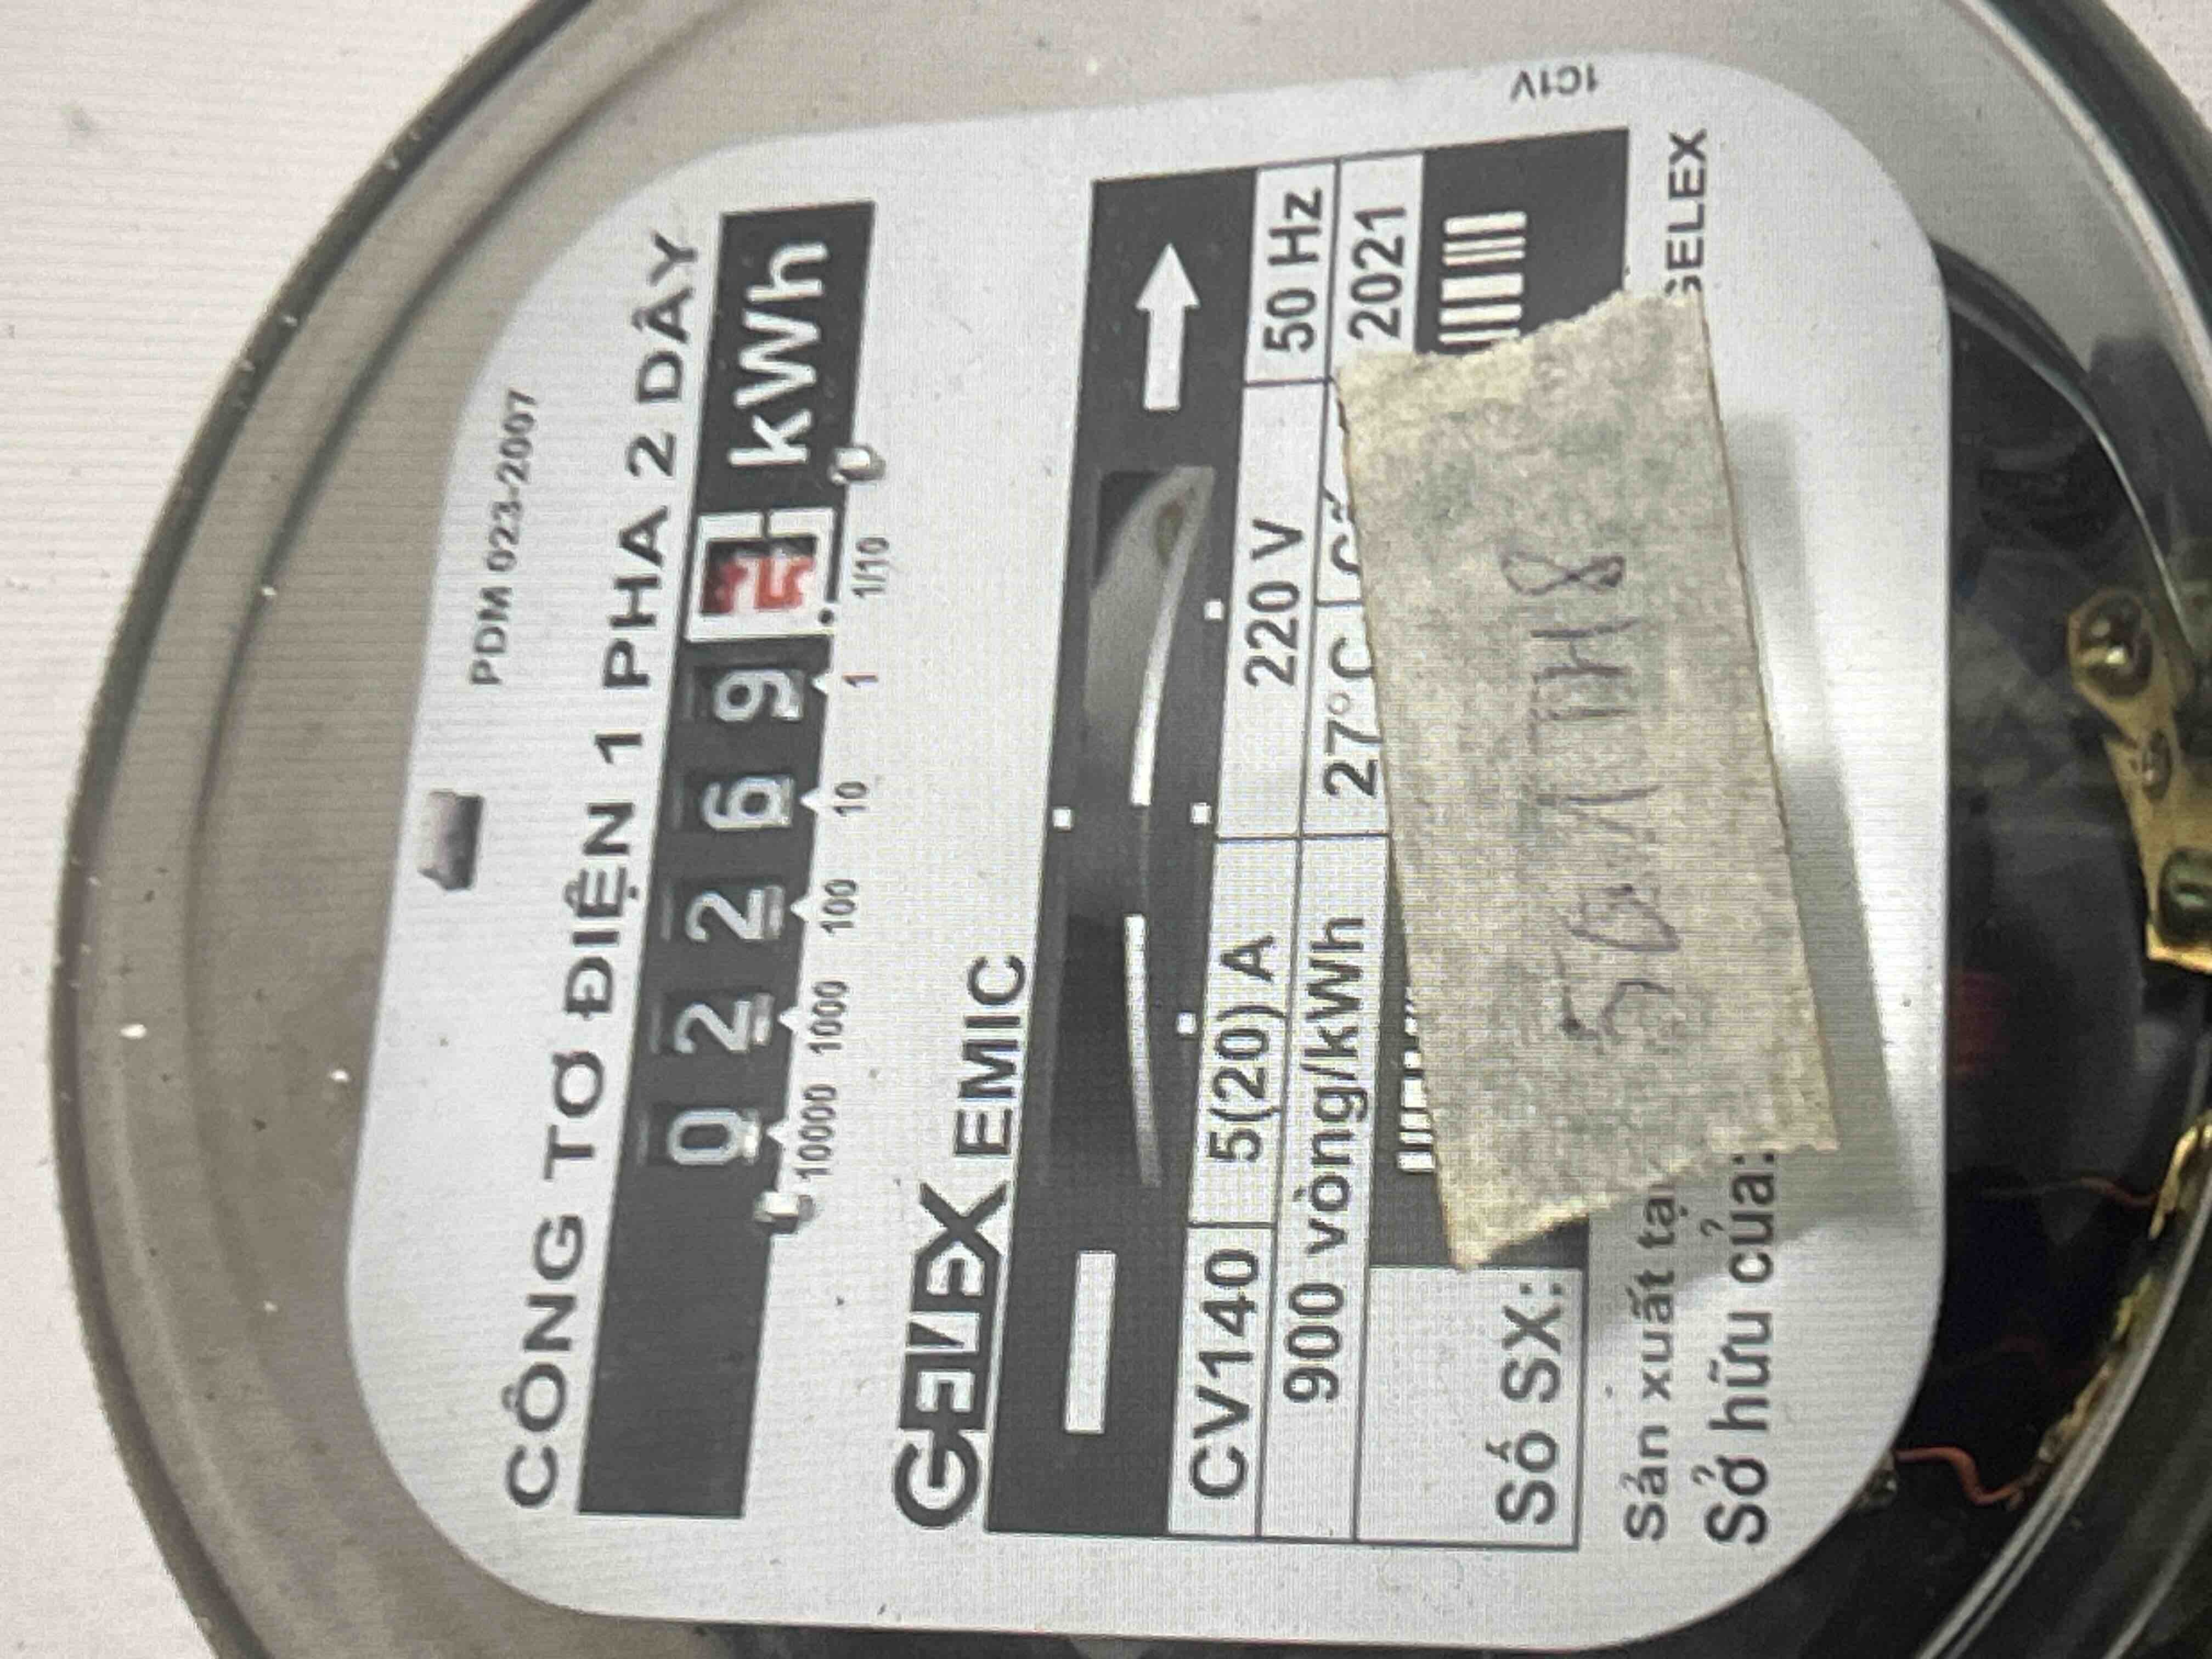 PDM 023-2007
CÔNG TƠ ĐIỆN 1 PHA 2 DÂY
0 2 2 6 9 kWh
10000 1000 100 10 1 1/10
GELEX EMIC
CV140 5(20) A 220 V 50 Hz
900 vòng/kWh 27°C 2021
Số SX:
Sản xuất tại GELEX
Sở hữu của:
1C1V